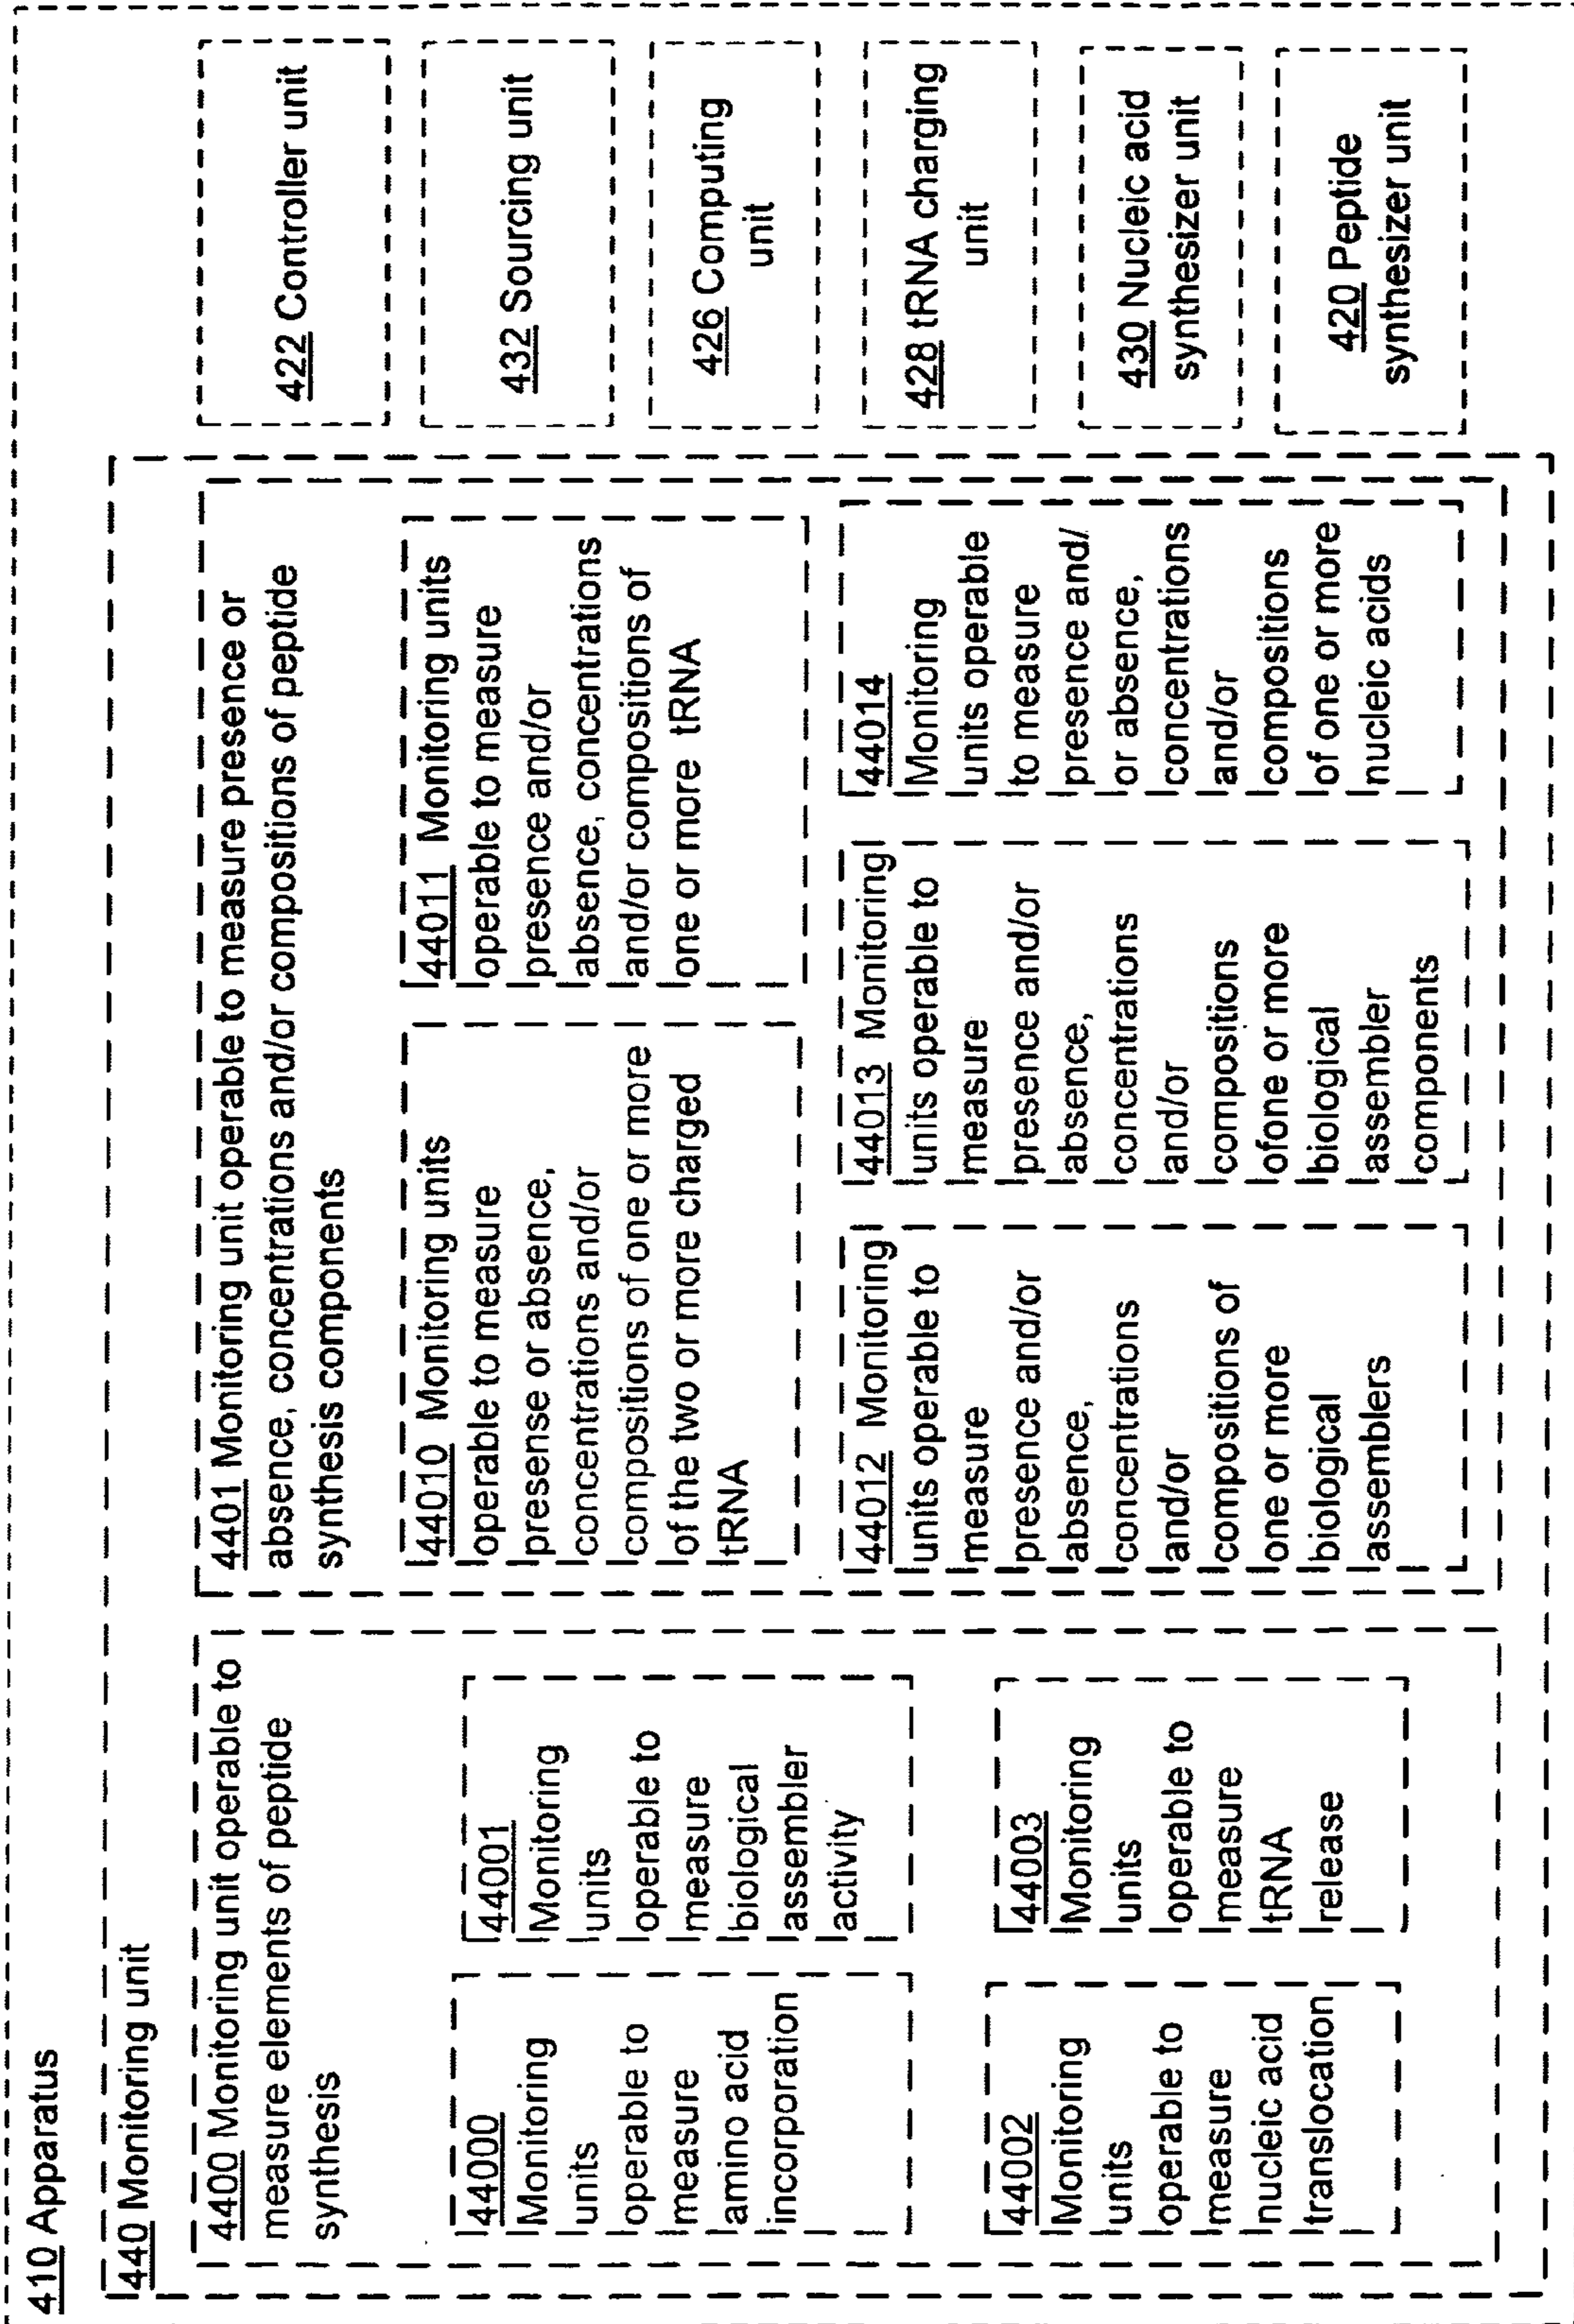 410 Apparatus
440 Monitoring unit
4400 Monitoring unit operable to
measure elements of peptide
synthesis
44000
Monitoring
units
operable to
measure
amino acid
incorporation
44001
Monitoring
units
operable to
measure
biological
assembler
activity
44002
Monitoring
units
operable to
measure
nucleic acid
translocation
44003
Monitoring
units
operable to
measure
tRNA
release
4401 Monitoring unit operable to measure presence or
absence, concentrations and/or compositions of peptide
synthesis components
44010 Monitoring units
operable to measure
presense or absence,
concentrations and/or
compositions of one or more
of the two or more charged
tRNA
44011 Monitoring units
operable to measure
presence and/or
absence, concentrations
and/or compositions of
one or more tRNA
44012 Monitoring
units operable to
measure
presence and/or
absence,
concentrations
and/or
compositions of
one or more
biological
assemblers
44013 Monitoring
units operable to
measure
presence and/or
absence,
concentrations
and/or
compositions
ofone or more
biological
assembler
components
44014
Monitoring
units operable
to measure
presence and/
or absence,
concentrations
and/or
compositions
of one or more
nucleic acids
422 Controller unit
432 Sourcing unit
426 Computing
unit
428 tRNA charging
unit
430 Nucleic acid
synthesizer unit
420 Peptide
synthesizer unit